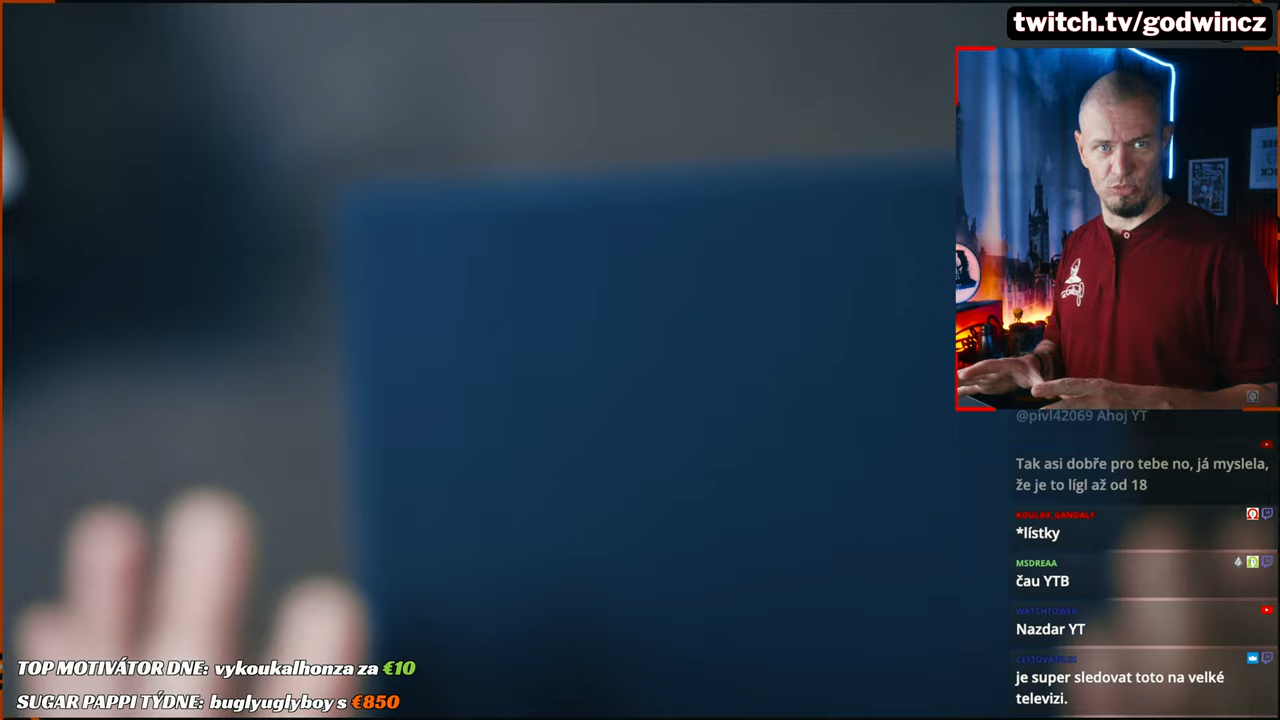 twitch.tv/godwincz
@pivl42069 Ahoj YT
Tak asi dobře pro tebe no, já myslela,
že je to lígl až od 18
*lístky
MSDREAA
čau YTB
WATCHTOWER
Nazdar YT
je super sledovat toto na velké
televizi.
TOP MOTIVÁTOR DNE: vykoukalhonza za €10
SUGAR PAPPI TÝDNE: buglyuglyboy s €850